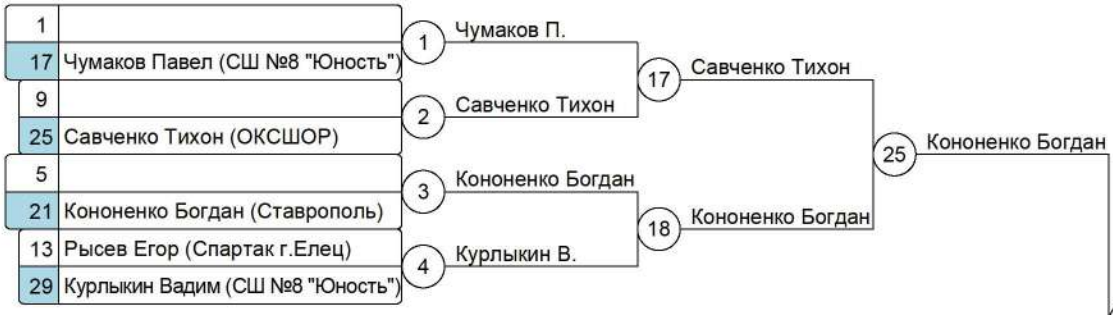 1
17 Чумаков Павел (СШ №8 "Юность")
1
Чумаков П.
9
25 Савченко Тихон (ОКСШОР)
2
Савченко Тихон
17
Савченко Тихон
5
21 Кононенко Богдан (Ставрополь)
3
Кононенко Богдан
13 Рысев Егор (Спартак г.Елец)
29 Курлыкин Вадим (СШ №8 "Юность")
4
Курлыкин В.
18
Кононенко Богдан
25
Кононенко Богдан